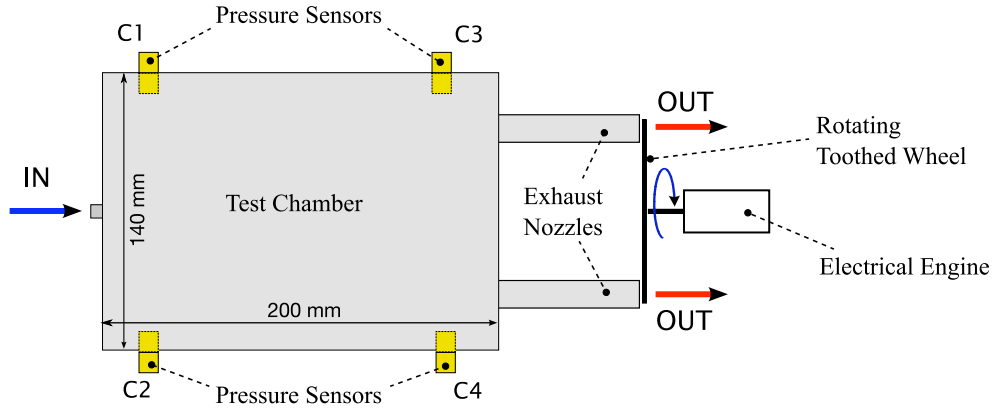 Pressure Sensors
C1
C3
OUT
Rotating
Toothed Wheel
IN
140 mm
Test Chamber
Exhaust
Nozzles
Electrical Engine
200 mm
OUT
C2
Pressure Sensors
C4